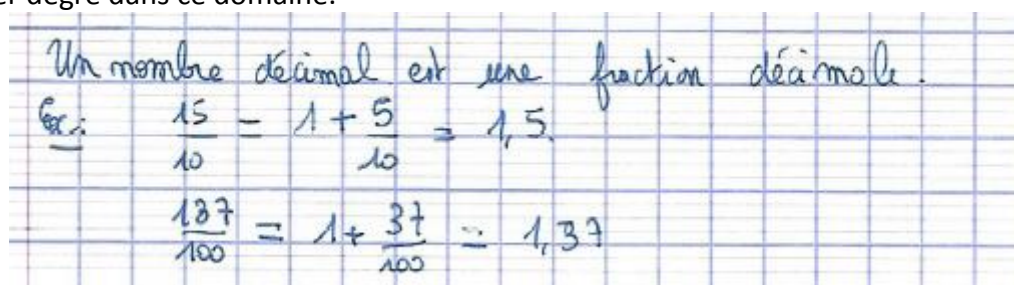 er degré dans ce domaine.
Un nombre décimal est une fraction décimale.
Ex : 15/10 = 1 + 5/10 = 1,5.
137/100 = 1 + 37/100 = 1,37